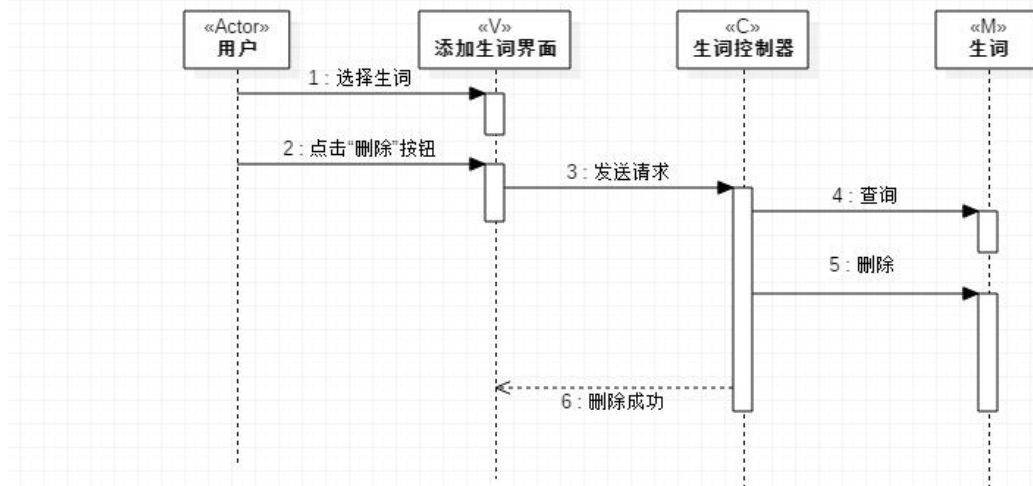 «Actor»
用户
«V»
添加生词界面
«C»
生词控制器
«M»
生词
1 : 选择生词
2 : 点击“删除”按钮
3 : 发送请求
4 : 查询
5 : 删除
6 : 删除成功